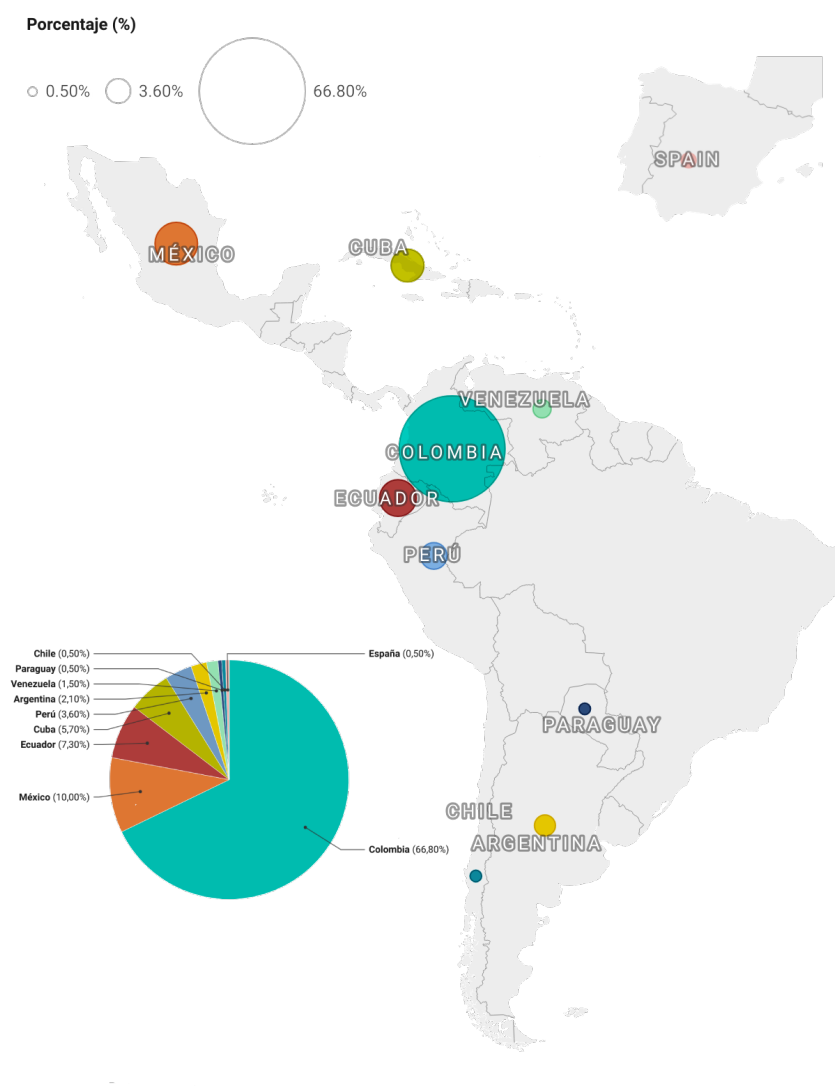 Porcentaje (%)
0.50% 3.60% 66.80%
SPAIN
MÉXICO
CUBA
VENEZUELA
COLOMBIA
ECUADOR
PERÚ
Chile (0,50%)
Paraguay (0,50%)
Venezuela (1,50%)
Argentina (2,10%)
Perú (3,60%)
Cuba (5,70%)
Ecuador (7,30%)
México (10,00%)
España (0,50%)
Colombia (66,80%)
PARAGUAY
CHILE
ARGENTINA